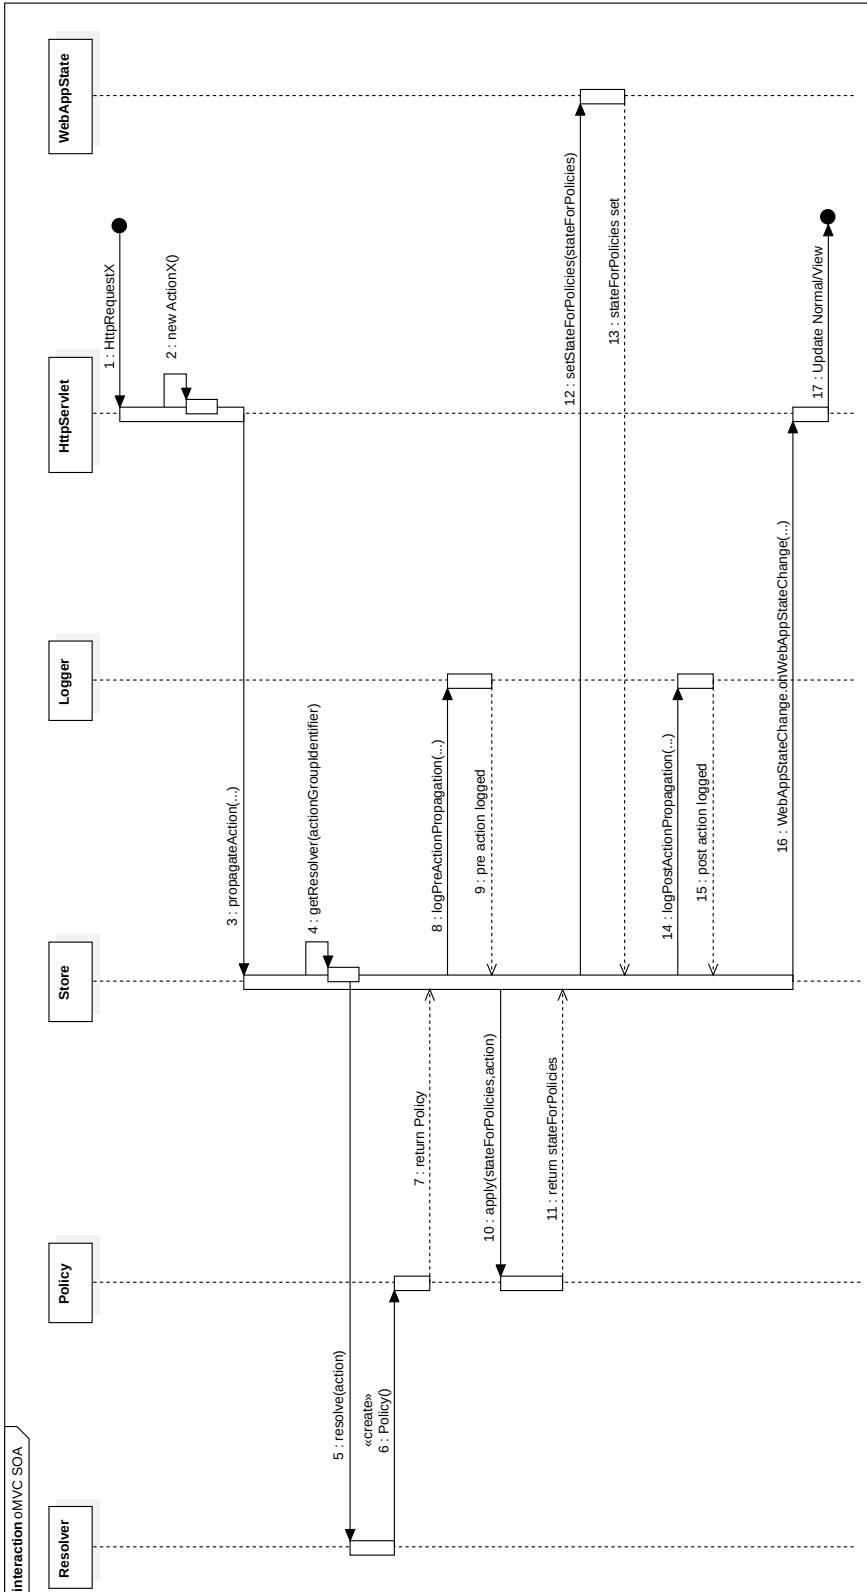 interaction oMVC SOA
Resolver
Policy
Store
Logger
HttpServlet
WebAppState
1 : HttpRequestX
2 : new ActionX()
3 : propagateAction(...)
4 : getResolver(actionGroupIdentifier)
5 : resolve(action)
«create»
6 : Policy()
7 : return Policy
8 : logPreActionPropagation(...)
9 : pre action logged
10 : apply(stateForPolicies,action)
11 : return stateForPolicies
12 : setStateForPolicies(stateForPolicies)
13 : stateForPolicies set
14 : logPostActionPropagation(...)
15 : post action logged
16 : WebAppStateChange.onWebAppStateChange(...)
17 : Update Normal/View